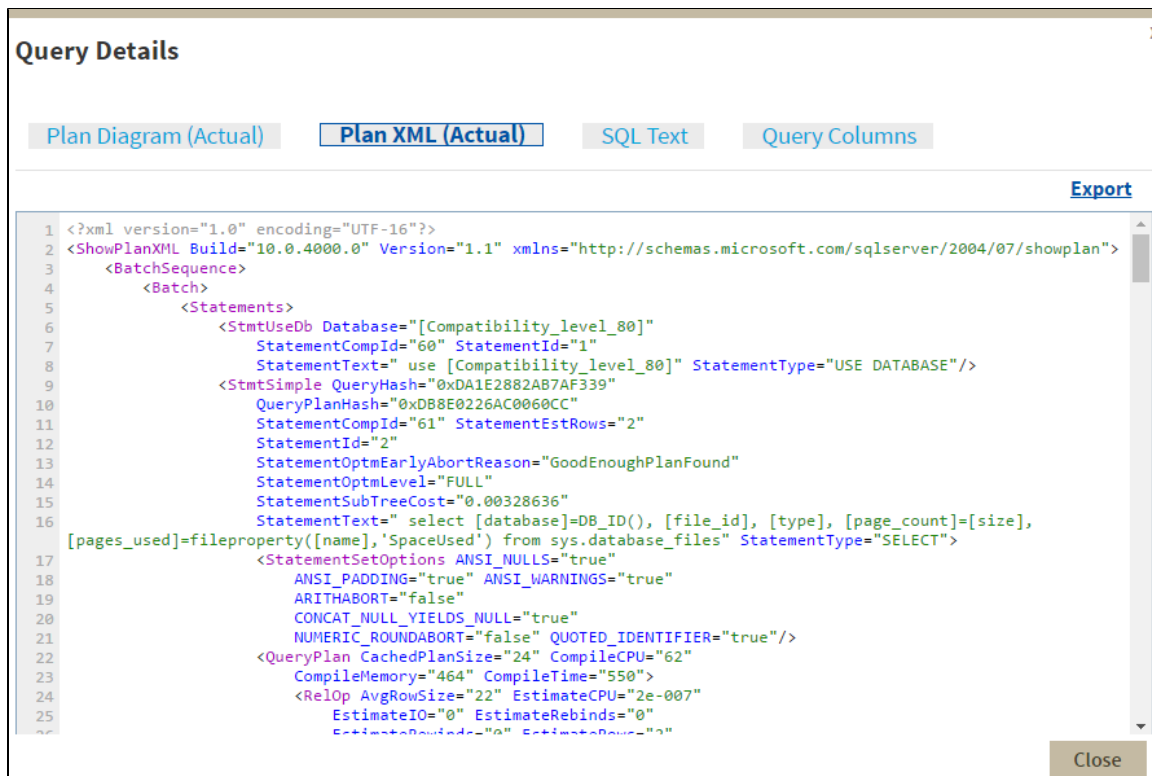 Query Details
Plan Diagram (Actual) Plan XML (Actual) SQL Text Query Columns
Export
1 <?xml version="1.0" encoding="UTF-16"?>
2 <ShowPlanXML Build="10.0.4000.0" Version="1.1" xmlns="http://schemas.microsoft.com/sqlserver/2004/07/showplan">
3 <BatchSequence>
4 <Batch>
5 <Statements>
6 <StmtUseDb Database="[Compatibility_level_80]"
7 StatementCompId="60" StatementId="1"
8 StatementText=" use [Compatibility_level_80]" StatementType="USE DATABASE"/>
9 <StmtSimple QueryHash="0xDA1E2882AB7AF339"
10 QueryPlanHash="0xDB8E0226AC0060CC"
11 StatementCompId="61" StatementEstRows="2"
12 StatementId="2"
13 StatementOptmEarlyAbortReason="GoodEnoughPlanFound"
14 StatementOptmLevel="FULL"
15 StatementSubTreeCost="0.00328636"
16 StatementText=" select [database]=DB_ID(), [file_id], [type], [page_count]=[size],
[pages_used]=fileproperty([name],'SpaceUsed') from sys.database_files" StatementType="SELECT">
17 <StatementSetOptions ANSI_NULLS="true"
18 ANSI_PADDING="true" ANSI_WARNINGS="true"
19 ARITHABORT="false"
20 CONCAT_NULL_YIELDS_NULL="true"
21 NUMERIC_ROUNDABORT="false" QUOTED_IDENTIFIER="true"/>
22 <QueryPlan CachedPlanSize="24" CompileCPU="62"
23 CompileMemory="464" CompileTime="550">
24 <RelOp AvgRowSize="22" EstimateCPU="2e-007"
25 EstimateIO="0" EstimateRebinds="0"
26 EstimateRewinds="0" EstimateRows="2"
Close